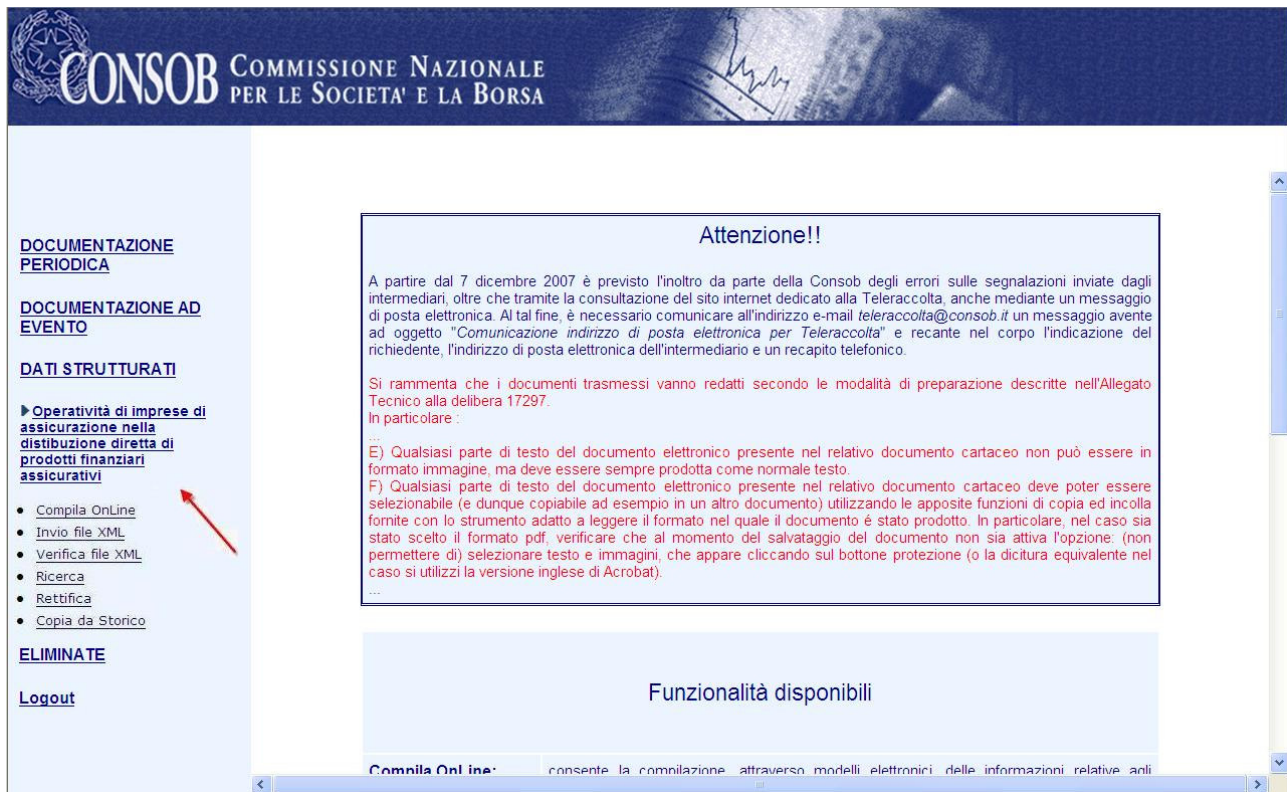 CONSOB COMMISSIONE NAZIONALE
PER LE SOCIETA' E LA BORSA
DOCUMENTAZIONE
PERIODICA
DOCUMENTAZIONE AD
EVENTO
DATI STRUTTURATI
Operatività di imprese di
assicurazione nella
distibuzione diretta di
prodotti finanziari
assicurativi
Compila OnLine
Invio file XML
Verifica file XML
Ricerca
Rettifica
Copia da Storico
ELIMINATE
Logout
Attenzione!!
A partire dal 7 dicembre 2007 è previsto l'inoltro da parte della Consob degli errori sulle segnalazioni inviate dagli
intermediari, oltre che tramite la consultazione del sito internet dedicato alla Teleraccolta, anche mediante un messaggio
di posta elettronica. Al tal fine, è necessario comunicare all'indirizzo e-mail teleraccolta@consob.it un messaggio avente
ad oggetto "Comunicazione indirizzo di posta elettronica per Teleraccolta" e recante nel corpo l'indicazione del
richiedente, l'indirizzo di posta elettronica dell'intermediario e un recapito telefonico.
Si rammenta che i documenti trasmessi vanno redatti secondo le modalità di preparazione descritte nell'Allegato
Tecnico alla delibera 17297.
In particolare :
...
E) Qualsiasi parte di testo del documento elettronico presente nel relativo documento cartaceo non può essere in
formato immagine, ma deve essere sempre prodotta come normale testo.
F) Qualsiasi parte di testo del documento elettronico presente nel relativo documento cartaceo deve poter essere
selezionabile (e dunque copiabile ad esempio in un altro documento) utilizzando le apposite funzioni di copia ed incolla
fornite con lo strumento adatto a leggere il formato nel quale il documento é stato prodotto. In particolare, nel caso sia
stato scelto il formato pdf, verificare che al momento del salvataggio del documento non sia attiva l'opzione: (non
permettere di) selezionare testo e immagini, che appare cliccando sul bottone protezione (o la dicitura equivalente nel
caso si utilizzi la versione inglese di Acrobat).
...
Funzionalità disponibili
Compila OnLine: consente la compilazione, attraverso modelli elettronici, delle informazioni relative agli